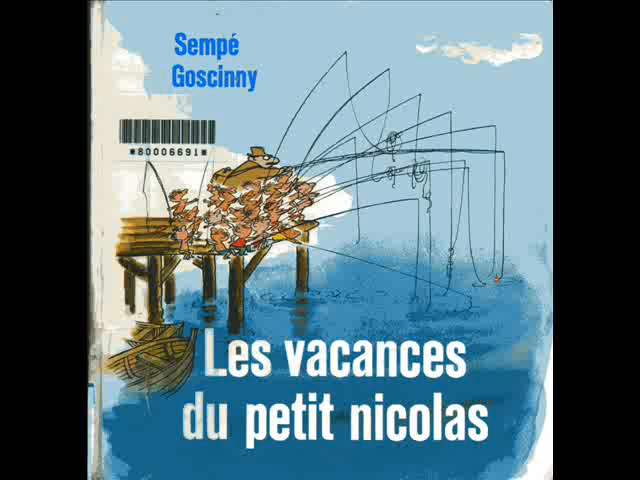 Sempé
Goscinny
*80006691*
Les vacances
du petit nicolas